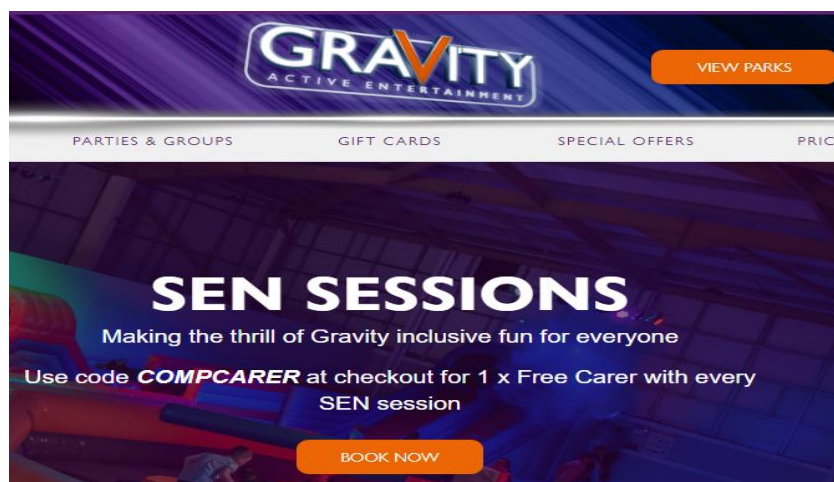 GRAVITY
ACTIVE ENTERTAINMENT
VIEW PARKS
PARTIES & GROUPS
GIFT CARDS
SPECIAL OFFERS
PRIC
SEN SESSIONS
Making the thrill of Gravity inclusive fun for everyone
Use code COMPCARER at checkout for 1 x Free Carer with every
SEN session
BOOK NOW